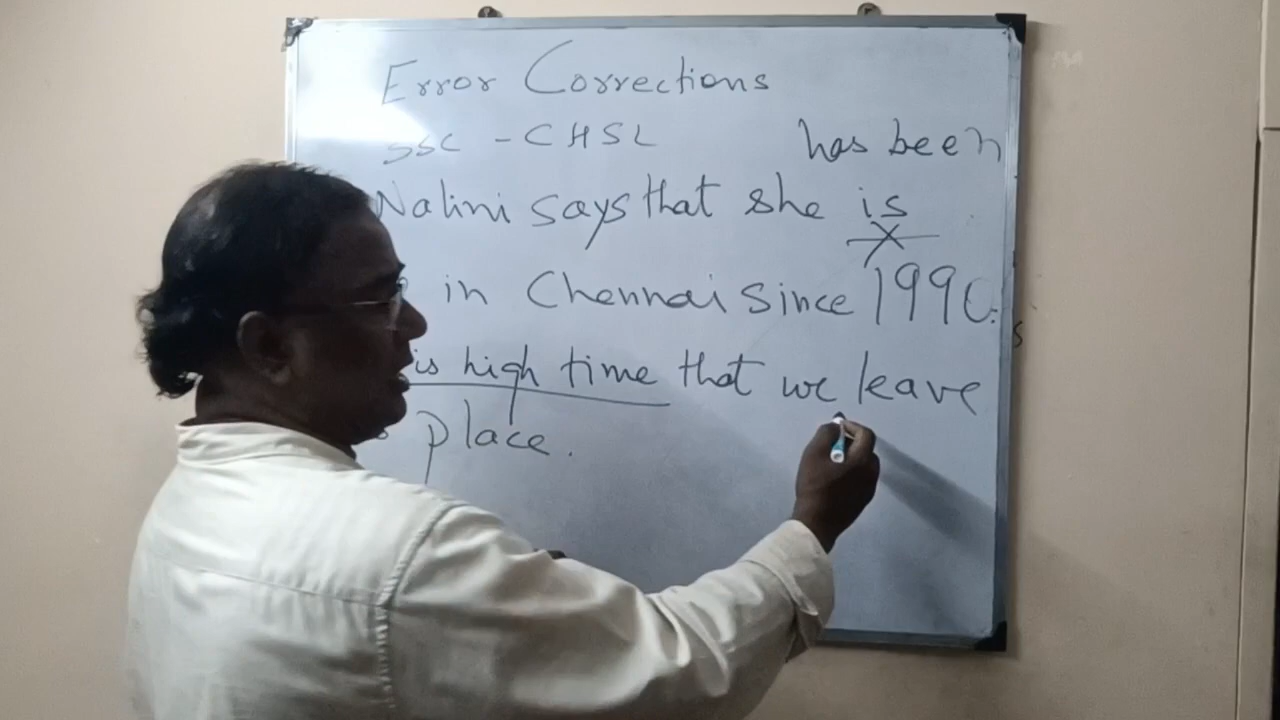 Error Corrections
SSC - CHSL
has been
Nalini says that she is
in Chennai since 1990.
is high time that we leave
place.